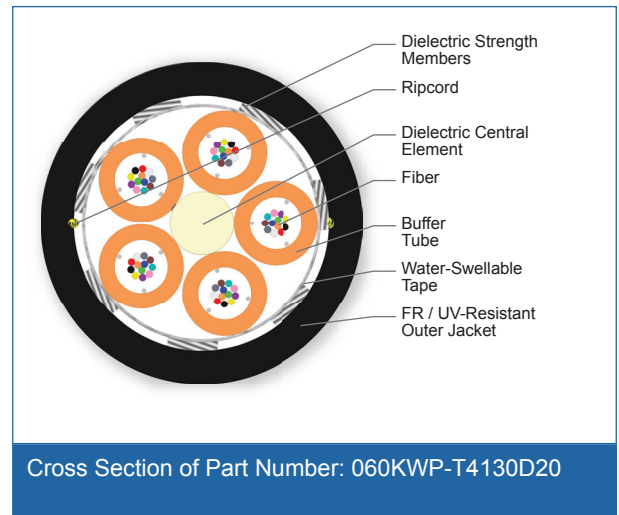 Dielectric Strength
Members
Ripcord
Dielectric Central
Element
Fiber
Buffer
Tube
Water-Swellable
Tape
FR / UV-Resistant
Outer Jacket
Cross Section of Part Number: 060KWP-T4130D20